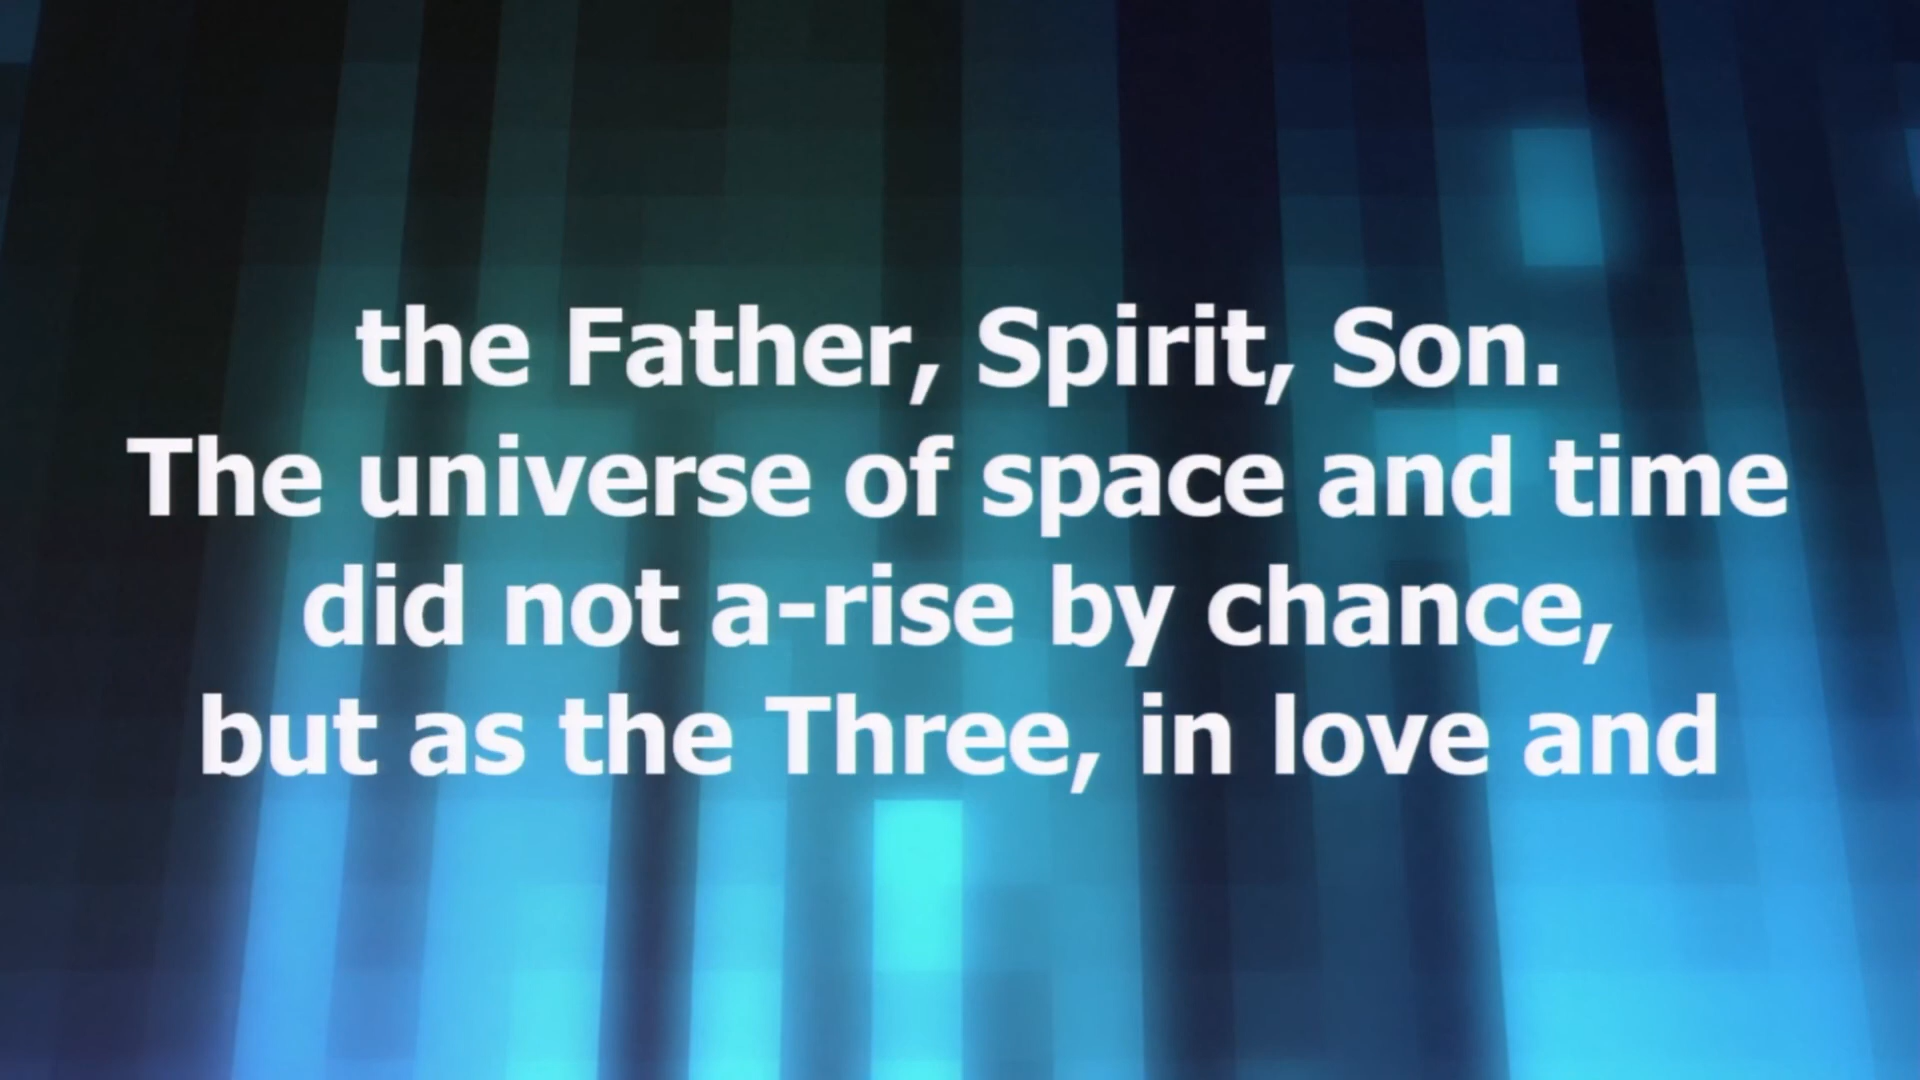 the Father, Spirit, Son.
The universe of space and time
did not a-rise by chance,
but as the Three, in love and